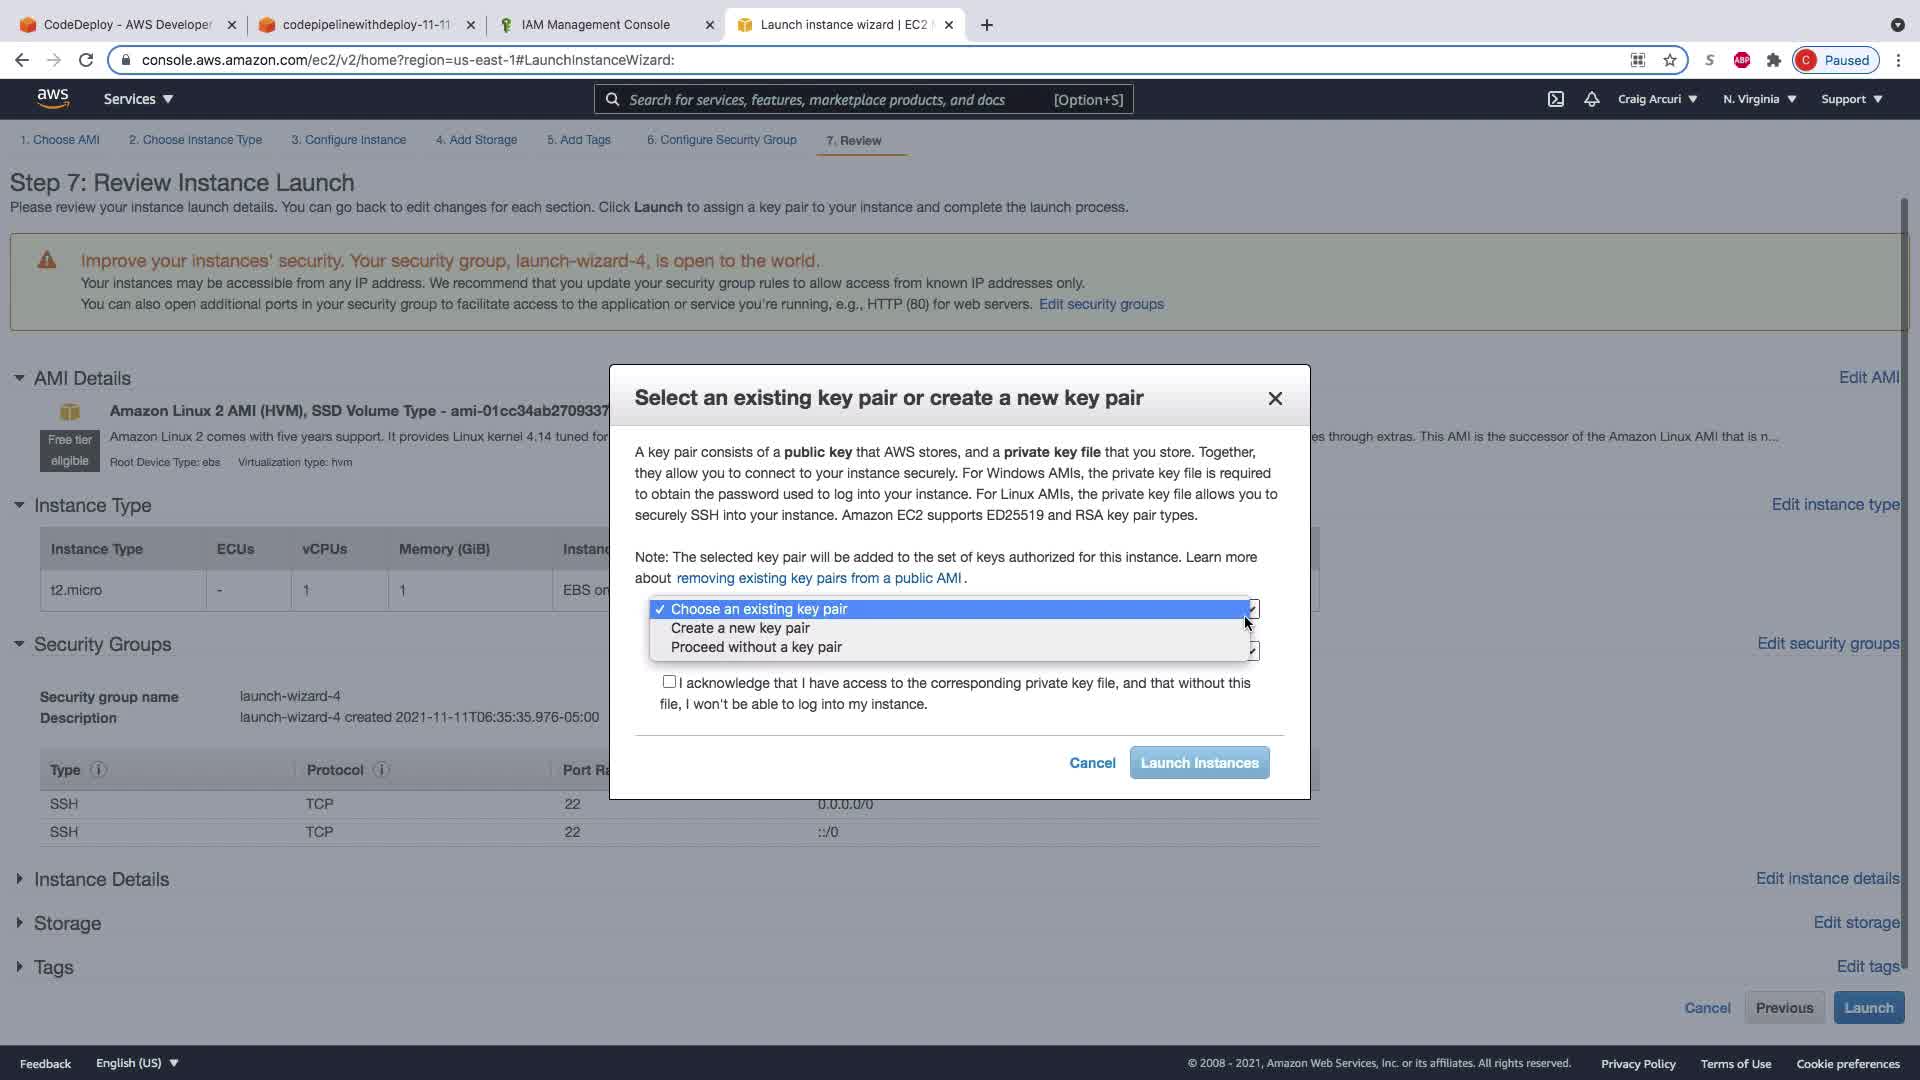 CodeDeploy - AWS Developer
codepipelinewithdeploy-11-11
IAM Management Console
Launch instance wizard | EC2
console.aws.amazon.com/ec2/v2/home?region=us-east-1#LaunchInstanceWizard:
S
ABP
C Paused
aws
Services
Search for services, features, marketplace products, and docs [Option+S]
Craig Arcuri
N. Virginia
Support
1. Choose AMI
2. Choose Instance Type
3. Configure Instance
4. Add Storage
5. Add Tags
6. Configure Security Group
7. Review
Step 7: Review Instance Launch
Please review your instance launch details. You can go back to edit changes for each section. Click Launch to assign a key pair to your instance and complete the launch process.
Improve your instances' security. Your security group, launch-wizard-4, is open to the world.
Your instances may be accessible from any IP address. We recommend that you update your security group rules to allow access from known IP addresses only.
You can also open additional ports in your security group to facilitate access to the application or service you're running, e.g., HTTP (80) for web servers. Edit security groups
AMI Details
Edit AMI
Amazon Linux 2 AMI (HVM), SSD Volume Type - ami-01cc34ab2709337
Free tier
eligible
Amazon Linux 2 comes with five years support. It provides Linux kernel 4.14 tuned for
es through extras. This AMI is the successor of the Amazon Linux AMI that is n...
Root Device Type: ebs Virtualization type: hvm
Instance Type
Edit instance type
Instance Type ECUs vCPUs Memory (GiB) Instan
t2.micro - 1 1 EBS on
Security Groups
Edit security groups
Security group name launch-wizard-4
Description launch-wizard-4 created 2021-11-11T06:35:35.976-05:00
Type Protocol Port Ra
SSH TCP 22 0.0.0.0/0
SSH TCP 22 ::/0
Instance Details
Edit instance details
Storage
Edit storage
Tags
Edit tags
Select an existing key pair or create a new key pair
A key pair consists of a public key that AWS stores, and a private key file that you store. Together,
they allow you to connect to your instance securely. For Windows AMIs, the private key file is required
to obtain the password used to log into your instance. For Linux AMIs, the private key file allows you to
securely SSH into your instance. Amazon EC2 supports ED25519 and RSA key pair types.
Note: The selected key pair will be added to the set of keys authorized for this instance. Learn more
about removing existing key pairs from a public AMI .
✓ Choose an existing key pair
Create a new key pair
Proceed without a key pair
I acknowledge that I have access to the corresponding private key file, and that without this
file, I won't be able to log into my instance.
Cancel
Launch Instances
Cancel
Previous
Launch
Feedback
English (US)
© 2008 - 2021, Amazon Web Services, Inc. or its affiliates. All rights reserved.
Privacy Policy
Terms of Use
Cookie preferences